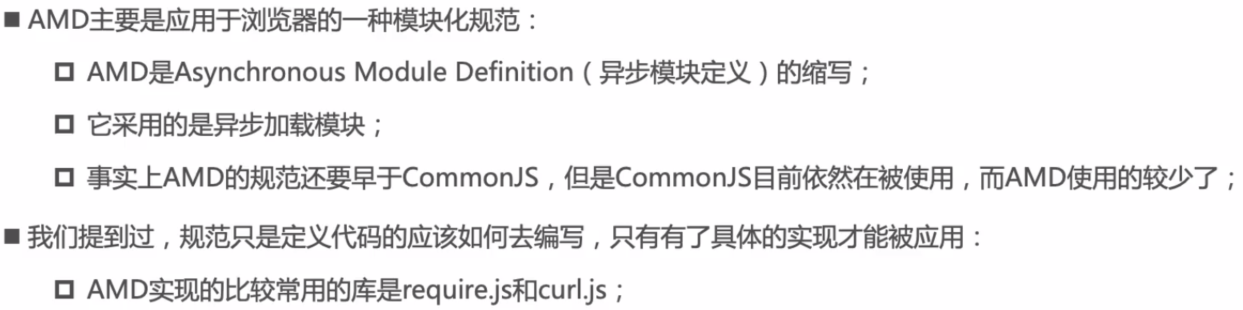 ■ AMD主要是应用于浏览器的一种模块化规范：
□ AMD是Asynchronous Module Definition（异步模块定义）的缩写；
□ 它采用的是异步加载模块；
□ 事实上AMD的规范还要早于CommonJS，但是CommonJS目前依然在被使用，而AMD使用的较少了；
■ 我们提到过，规范只是定义代码的应该如何去编写，只有有了具体的实现才能被应用：
□ AMD实现的比较常用的库是require.js和curl.js；